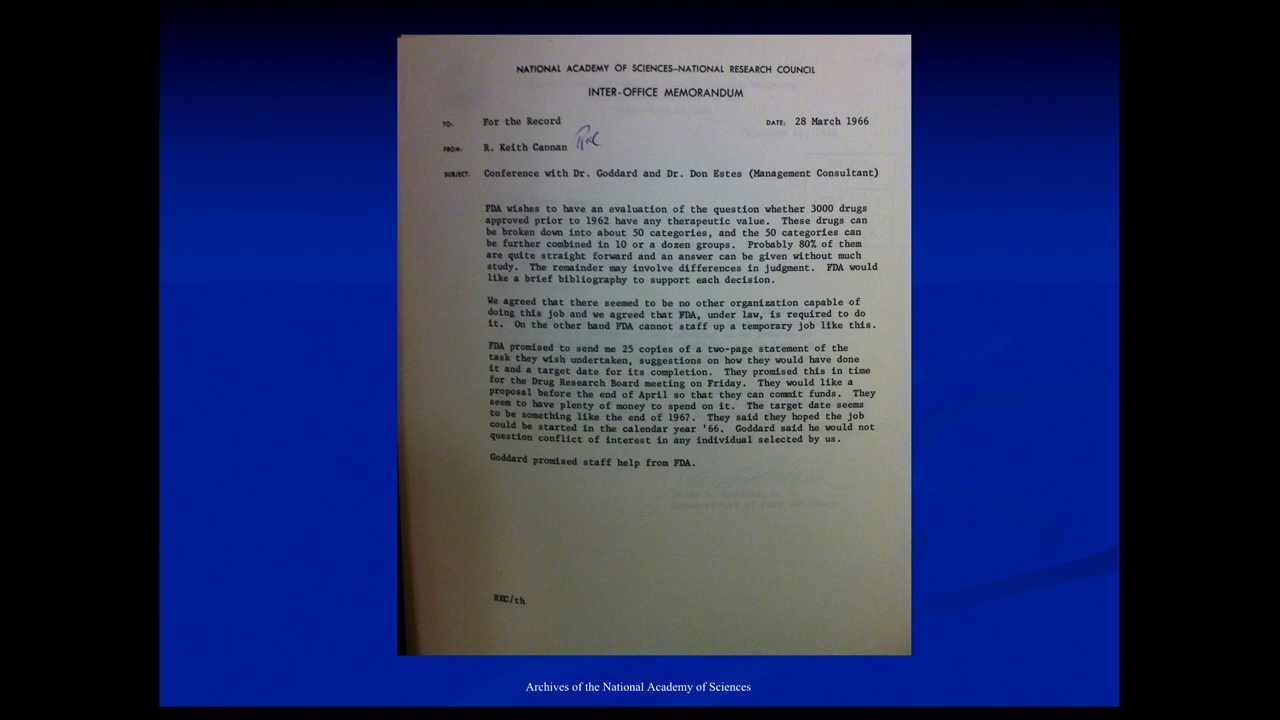 NATIONAL ACADEMY OF SCIENCES—NATIONAL RESEARCH COUNCIL
INTER-OFFICE MEMORANDUM
TO: For the Record DATE: 28 March 1966
FROM: R. Keith Cannan
SUBJECT: Conference with Dr. Goddard and Dr. Don Estes (Management Consultant)
FDA wishes to have an evaluation of the question whether 3000 drugs
approved prior to 1962 have any therapeutic value. These drugs can
be broken down into about 50 categories, and the 50 categories can
be further combined in 10 or a dozen groups. Probably 80% of them
are quite straight forward and an answer can be given without much
study. The remainder may involve differences in judgment. FDA would
like a brief bibliography to support each decision.
We agreed that there seemed to be no other organization capable of
doing this job and we agreed that FDA, under law, is required to do
it. On the other hand FDA cannot staff up a temporary job like this.
FDA promised to send me 25 copies of a two-page statement of the
task they wish undertaken, suggestions on how they would have done
it and a target date for its completion. They promised this in time
for the Drug Research Board meeting on Friday. They would like a
proposal before the end of April so that they can commit funds. They
seem to have plenty of money to spend on it. The target date seems
to be something like the end of 1967. They said they hoped the job
could be started in the calendar year '66. Goddard said he would not
question conflict of interest in any individual selected by us.
Goddard promised staff help from FDA.
RKC/th
Archives of the National Academy of Sciences